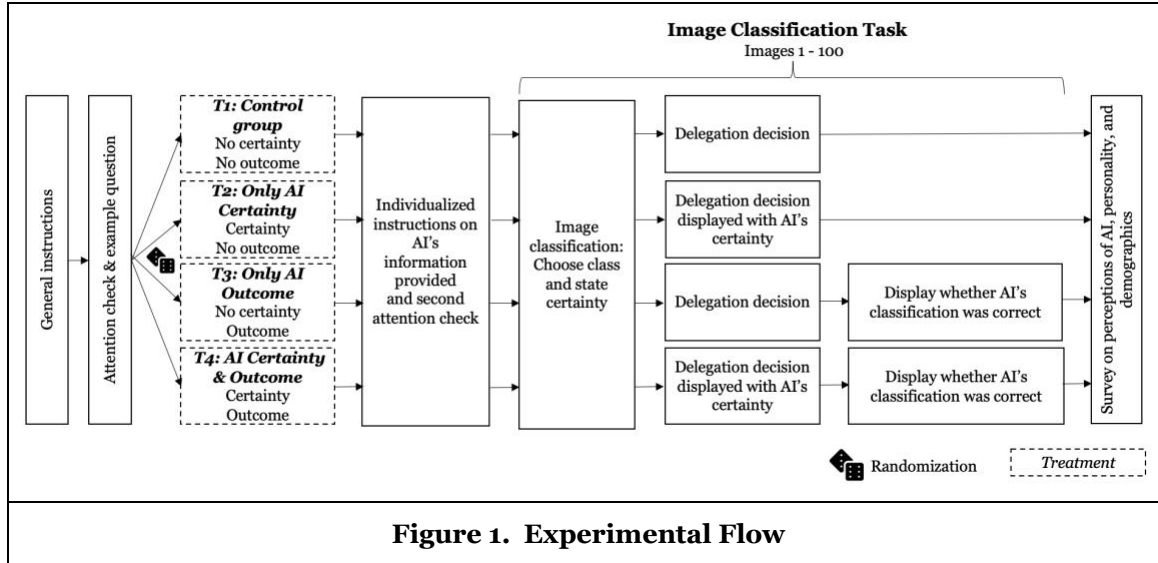 Image Classification Task
Images 1 - 100
General instructions
Attention check & example question
T1: Control
group
No certainty
No outcome
T2: Only AI
Certainty
Certainty
No outcome
T3: Only AI
Outcome
No certainty
Outcome
T4: AI Certainty
& Outcome
Certainty
Outcome
Individualized
instructions on
AI's
information
provided
and second
attention check
Image
classification:
Choose class
and state
certainty
Delegation decision
Delegation decision
displayed with AI's
certainty
Delegation decision
Display whether AI's
classification was correct
Delegation decision
displayed with AI's
certainty
Display whether AI's
classification was correct
Survey on perceptions of AI, personality, and
demographics
Randomization
Treatment
Figure 1. Experimental Flow